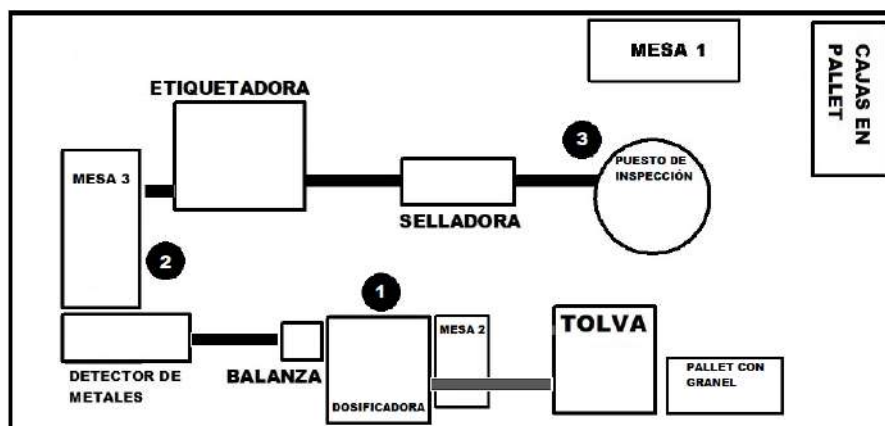 MESA 1
CAJAS EN
PALLET
ETIQUETADORA
3
PUESTO DE
INSPECCIÓN
MESA 3
SELLADORA
2
1
MESA 2
TOLVA
BALANZA
DETECTOR DE
METALES
DOSIFICADORA
PALLET CON
GRANEL